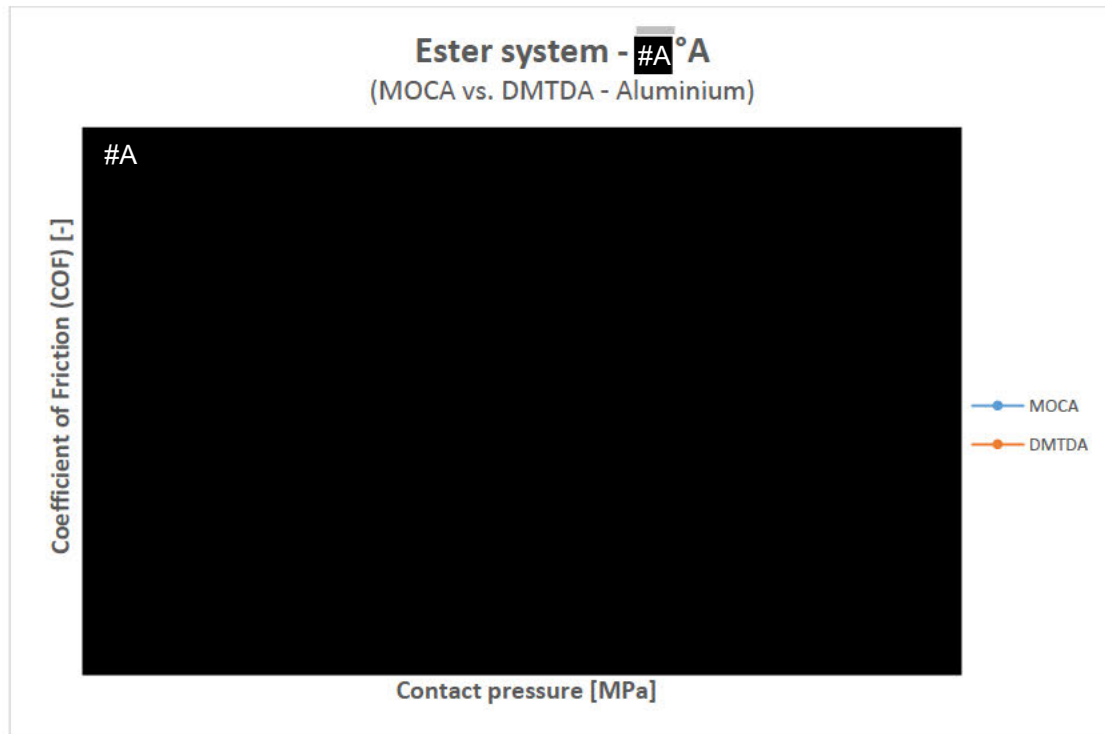 Ester system - #A °A
(MOCA vs. DMTDA - Aluminium)
#A
Coefficient of Friction (COF) [-]
MOCA
DMTDA
Contact pressure [MPa]